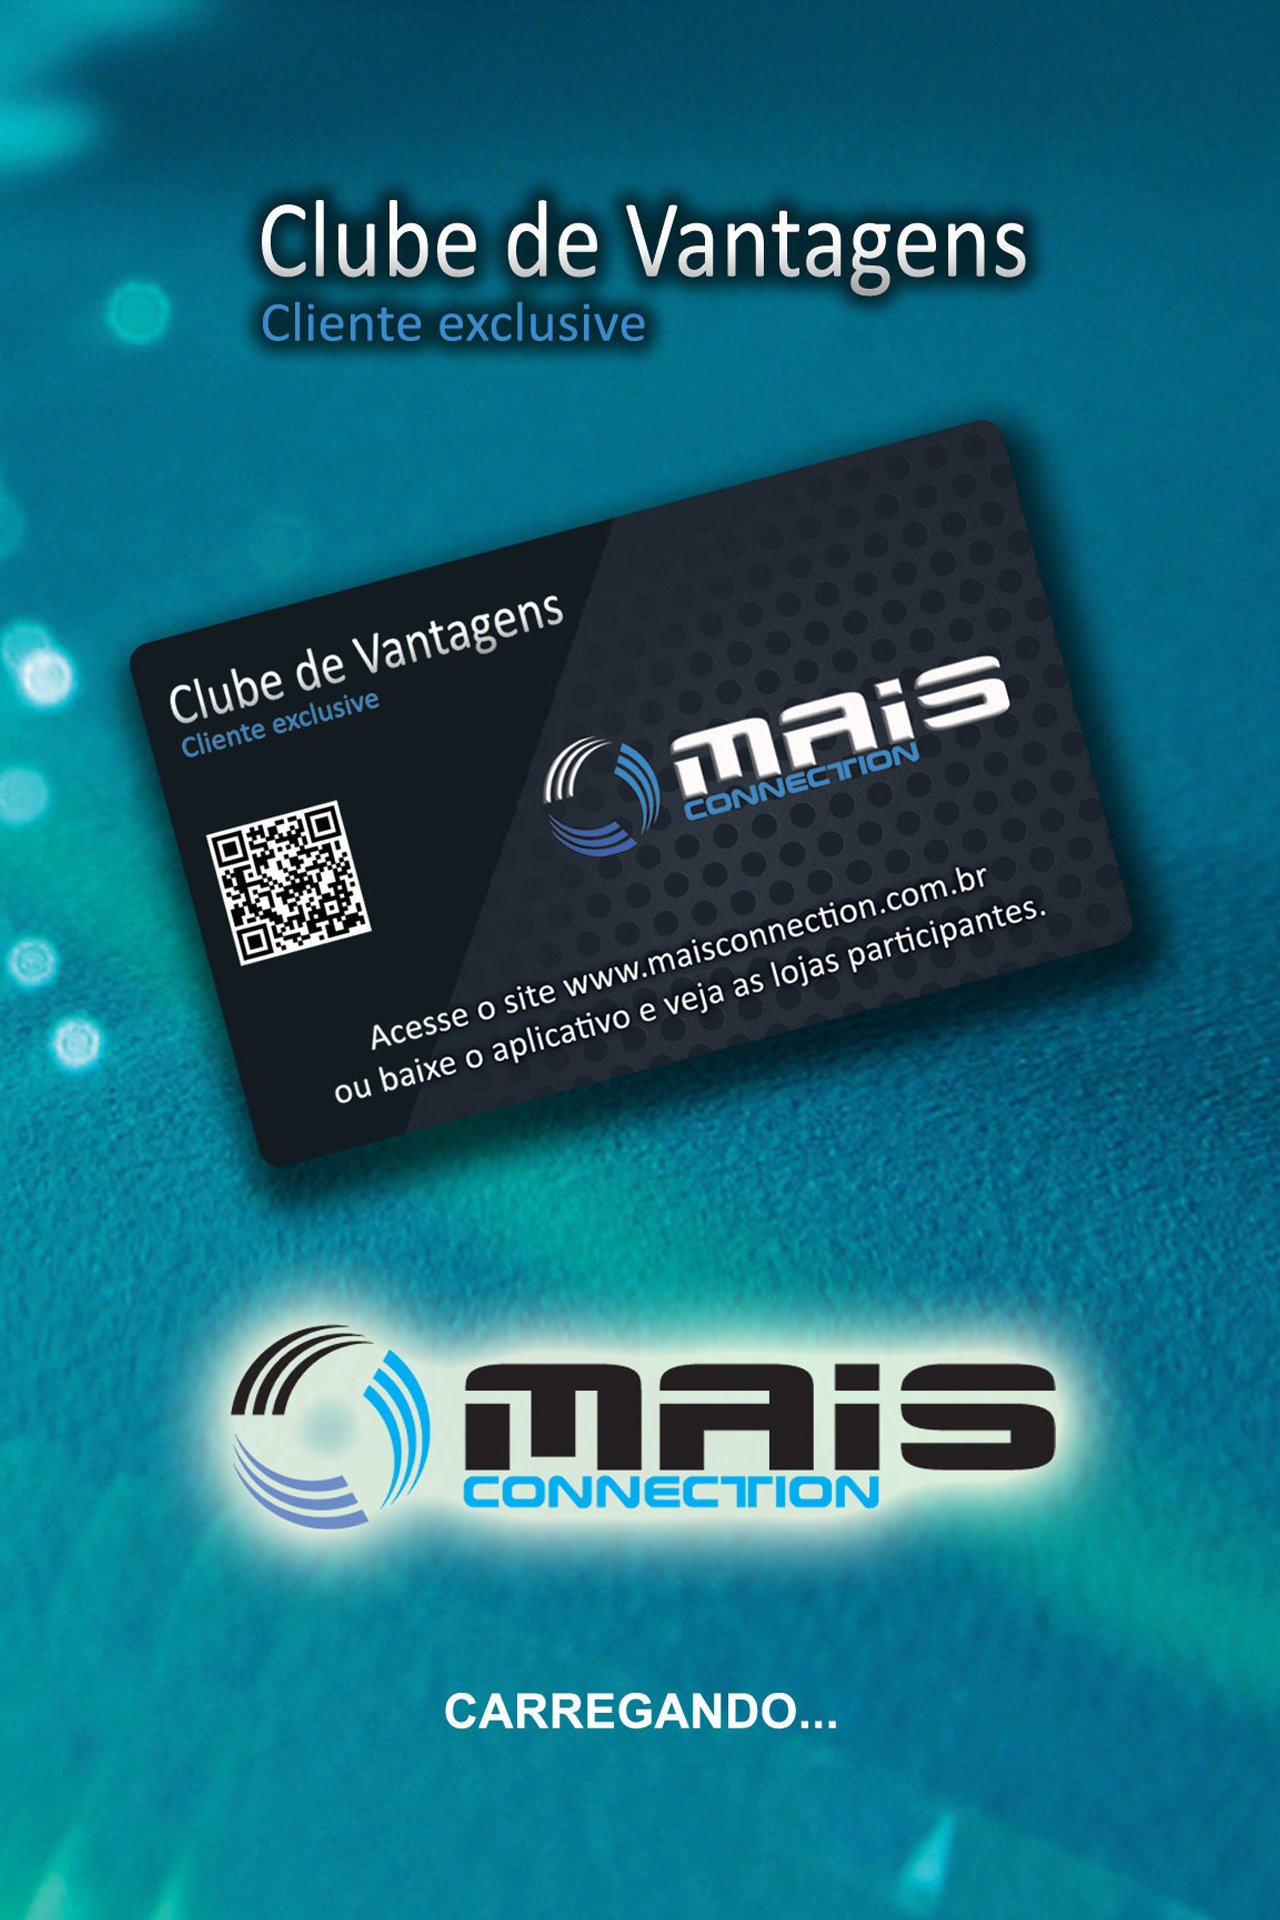 Clube de Vantagens
Cliente exclusive
Clube de Vantagens
Cliente exclusive
MAiS
CONNECTION
Acesse o site www.maisconnection.com.br
ou baixe o aplicativo e veja as lojas participantes.
MAiS
CONNECTION
CARREGANDO...